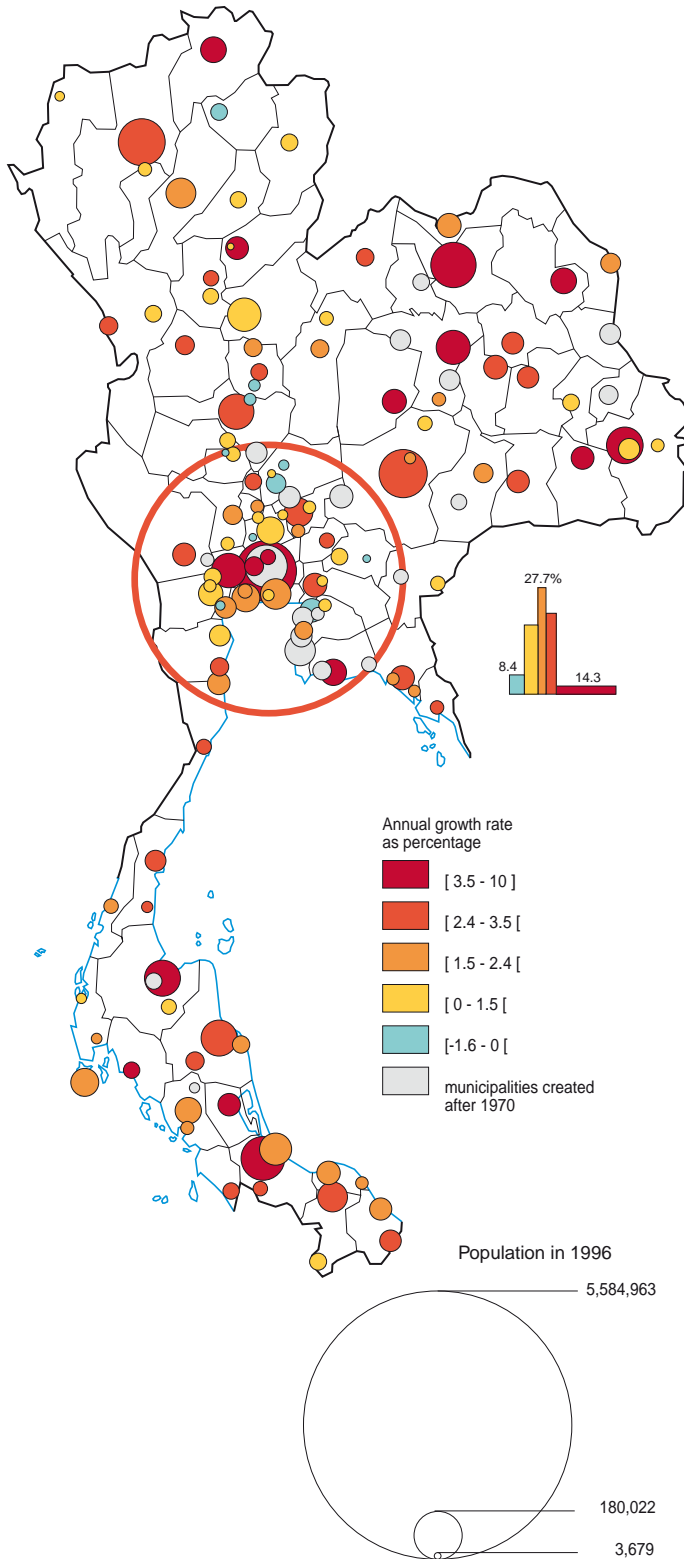 27.7%
8.4
14.3
Annual growth rate
as percentage
[ 3.5 - 10 ]
[ 2.4 - 3.5 [
[ 1.5 - 2.4 [
[ 0 - 1.5 [
[-1.6 - 0 [
municipalities created
after 1970
Population in 1996
5,584,963
180,022
3,679